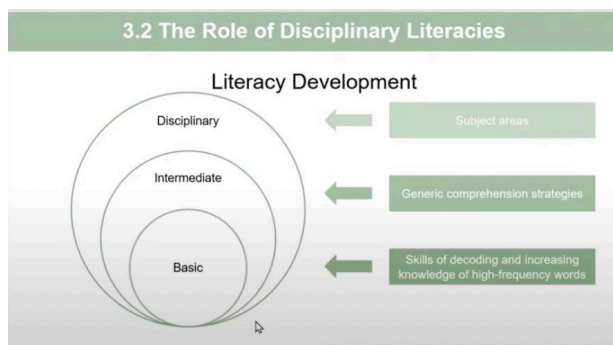 3.2 The Role of Disciplinary Literacies
Literacy Development
Disciplinary
Subject areas
Intermediate
Generic comprehension strategies
Basic
Skills of decoding and increasing
knowledge of high-frequency words